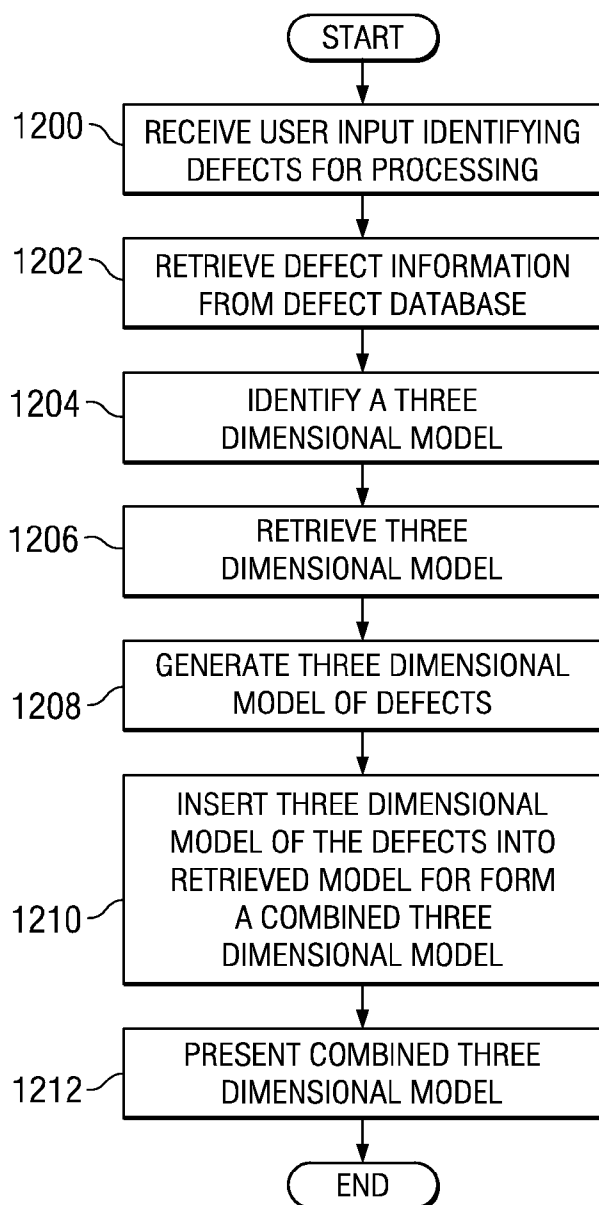 START
1200
RECEIVE USER INPUT IDENTIFYING
DEFECTS FOR PROCESSING
1202
RETRIEVE DEFECT INFORMATION
FROM DEFECT DATABASE
1204
IDENTIFY A THREE
DIMENSIONAL MODEL
1206
RETRIEVE THREE
DIMENSIONAL MODEL
1208
GENERATE THREE DIMENSIONAL
MODEL OF DEFECTS
1210
INSERT THREE DIMENSIONAL
MODEL OF THE DEFECTS INTO
RETRIEVED MODEL FOR FORM
A COMBINED THREE
DIMENSIONAL MODEL
1212
PRESENT COMBINED THREE
DIMENSIONAL MODEL
END